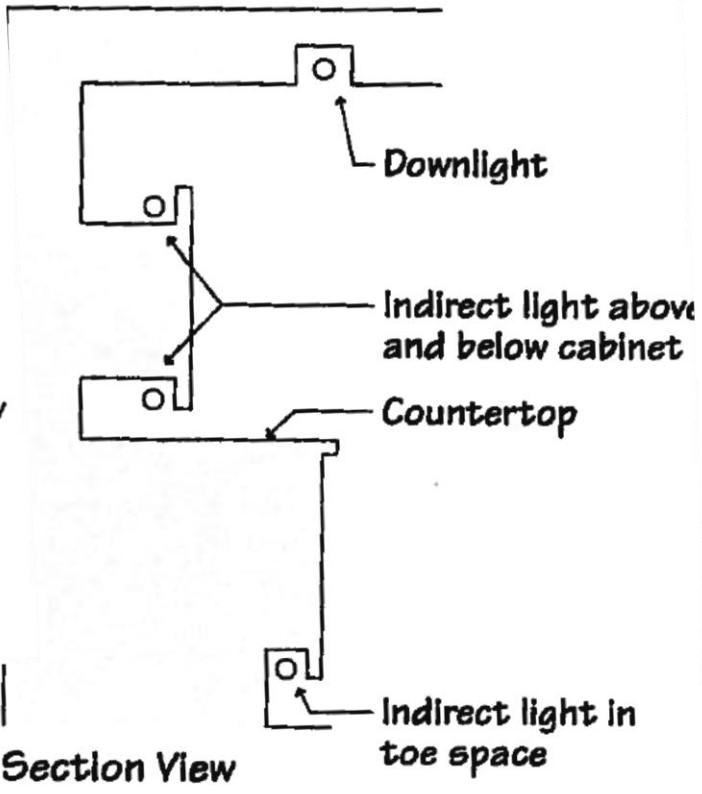 Downlight
Indirect light above
and below cabinet
Countertop
Indirect light in
toe space
Section View